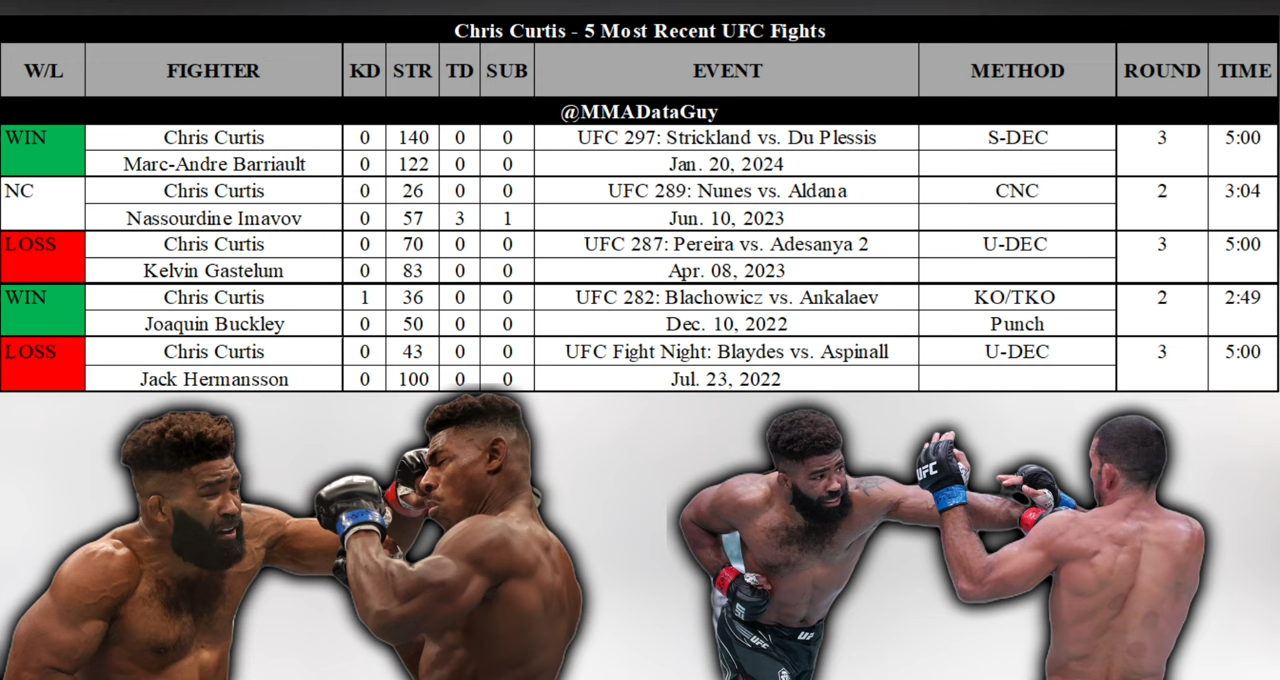 Chris Curtis - 5 Most Recent UFC Fights
W/L FIGHTER KD STR TD SUB EVENT METHOD ROUND TIME
@MMADataGuy
WIN Chris Curtis 0 140 0 0 UFC 297: Strickland vs. Du Plessis S-DEC 3 5:00
Marc-Andre Barriault 0 122 0 0 Jan. 20, 2024
NC Chris Curtis 0 26 0 0 UFC 289: Nunes vs. Aldana CNC 2 3:04
Nassourdine Imavov 0 57 3 1 Jun. 10, 2023
LOSS Chris Curtis 0 70 0 0 UFC 287: Pereira vs. Adesanya 2 U-DEC 3 5:00
Kelvin Gastelum 0 83 0 0 Apr. 08, 2023
WIN Chris Curtis 1 36 0 0 UFC 282: Blachowicz vs. Ankalaev KO/TKO 2 2:49
Joaquin Buckley 0 50 0 0 Dec. 10, 2022 Punch
LOSS Chris Curtis 0 43 0 0 UFC Fight Night: Blaydes vs. Aspinall U-DEC 3 5:00
Jack Hermansson 0 100 0 0 Jul. 23, 2022
UFC
UFC